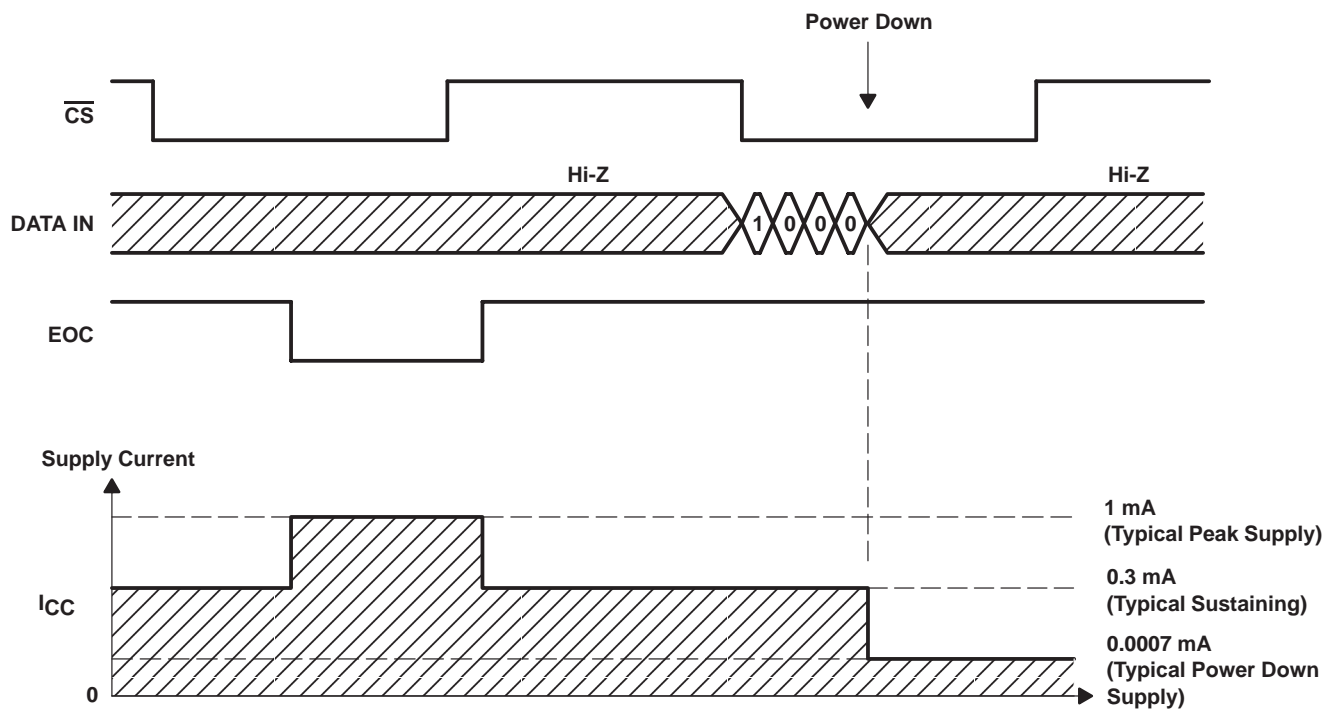 Power Down
CS
Hi-Z
Hi-Z
DATA IN
1 0 0 0
EOC
Supply Current
1 mA
(Typical Peak Supply)
0.3 mA
(Typical Sustaining)
ICC
0.0007 mA
(Typical Power Down
Supply)
0